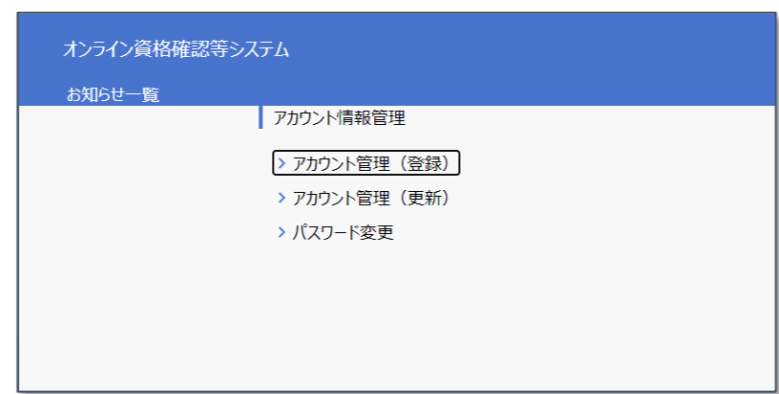 オンライン資格確認等システム
お知らせ一覧
アカウント情報管理
アカウント管理（登録）
アカウント管理（更新）
パスワード変更